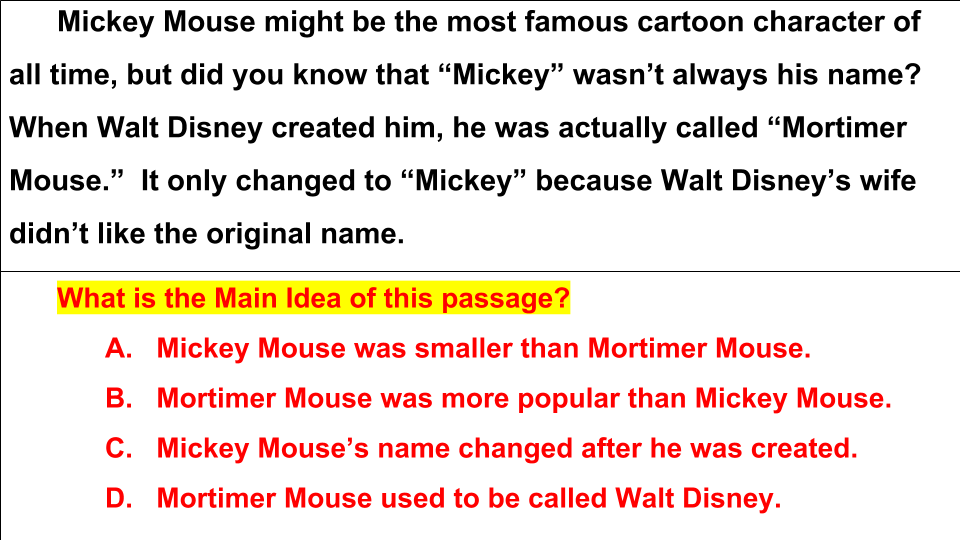 Mickey Mouse might be the most famous cartoon character of
all time, but did you know that “Mickey” wasn’t always his name?
When Walt Disney created him, he was actually called “Mortimer
Mouse.”  It only changed to “Mickey” because Walt Disney’s wife
didn’t like the original name.
What is the Main Idea of this passage?
A. Mickey Mouse was smaller than Mortimer Mouse.
B. Mortimer Mouse was more popular than Mickey Mouse.
C. Mickey Mouse’s name changed after he was created.
D. Mortimer Mouse used to be called Walt Disney.